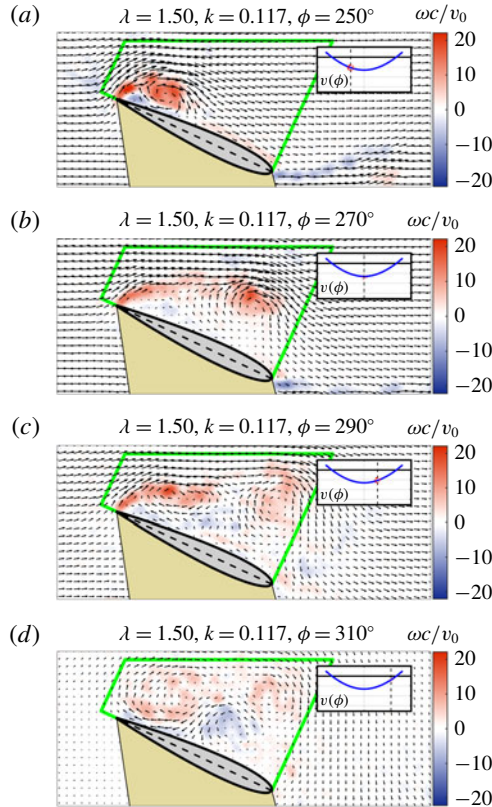 (a) λ = 1.50, k = 0.117, ϕ = 250° ωc/v₀
20
10
0
−10
−20
v(ϕ)
(b) λ = 1.50, k = 0.117, ϕ = 270° ωc/v₀
20
10
0
−10
−20
v(ϕ)
(c) λ = 1.50, k = 0.117, ϕ = 290° ωc/v₀
20
10
0
−10
−20
v(ϕ)
(d) λ = 1.50, k = 0.117, ϕ = 310° ωc/v₀
20
10
0
−10
−20
v(ϕ)